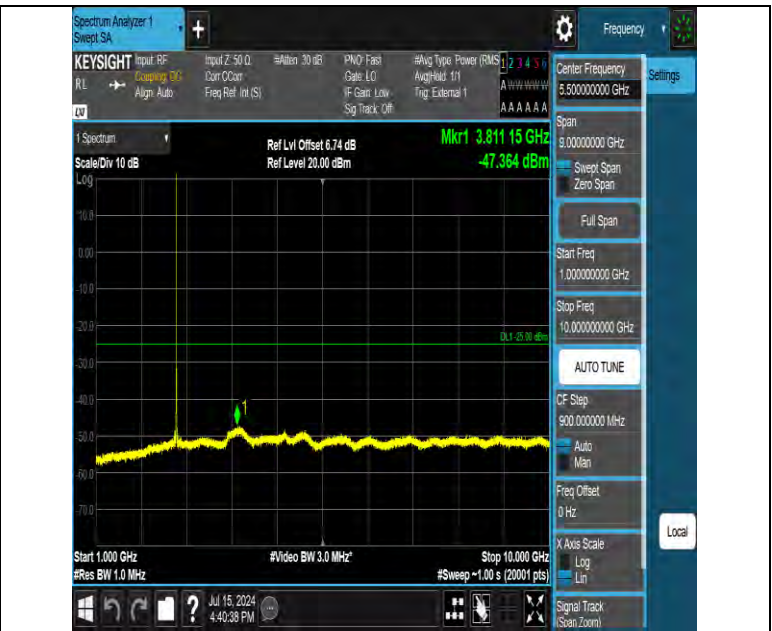 Spectrum Analyzer 1
Swept SA
+
Frequency
KEYSIGHT
RL
Input: RF
Coupling: DC
Align: Auto
Input Z: 50 Ω
Corr CCorr
Freq Ref: Int (S)
#Atten: 30 dB
PNO: Fast
Gate: LO
IF Gain: Low
Sig Track: Off
#Avg Type: Power (RMS
Avg|Hold: 1/1
Trig: External 1
1 2 3 4 5 6
A W W W W W
A A A A A A
1 Spectrum
Scale/Div 10 dB
Ref Lvl Offset 6.74 dB
Ref Level 20.00 dBm
Mkr1 3.811 15 GHz
-47.364 dBm
Log
10.0
0.00
-10.0
-20.0
DL1 -25.00 dBm
-30.0
-40.0
1
-50.0
-60.0
-70.0
Start 1.000 GHz
#Res BW 1.0 MHz
#Video BW 3.0 MHz*
Stop 10.000 GHz
#Sweep ~1.00 s (20001 pts)
Center Frequency
5.500000000 GHz
Settings
Span
9.00000000 GHz
Swept Span
Zero Span
Full Span
Start Freq
1.000000000 GHz
Stop Freq
10.000000000 GHz
AUTO TUNE
CF Step
900.000000 MHz
Auto
Man
Freq Offset
0 Hz
Local
X Axis Scale
Log
Lin
Signal Track
(Span Zoom)
?
Jul 15, 2024
4:40:38 PM